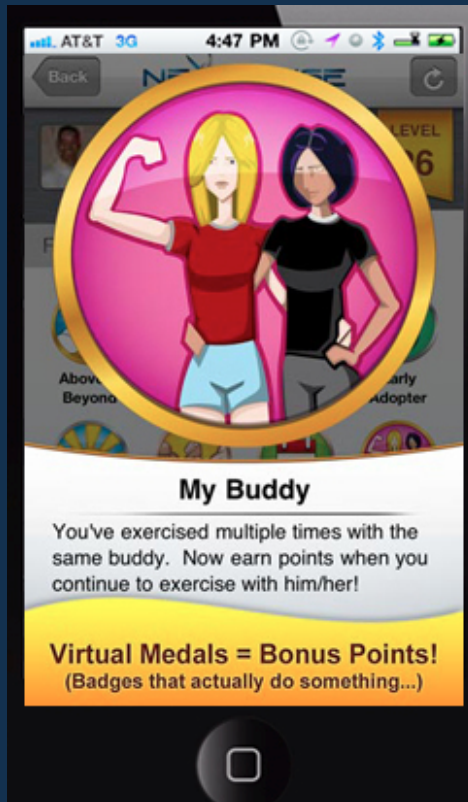 AT&T 3G 4:47 PM
Back
LEVEL
26
Beyond
Adopter
My Buddy
You've exercised multiple times with the
same buddy.  Now earn points when you
continue to exercise with him/her!
Virtual Medals = Bonus Points!
(Badges that actually do something...)